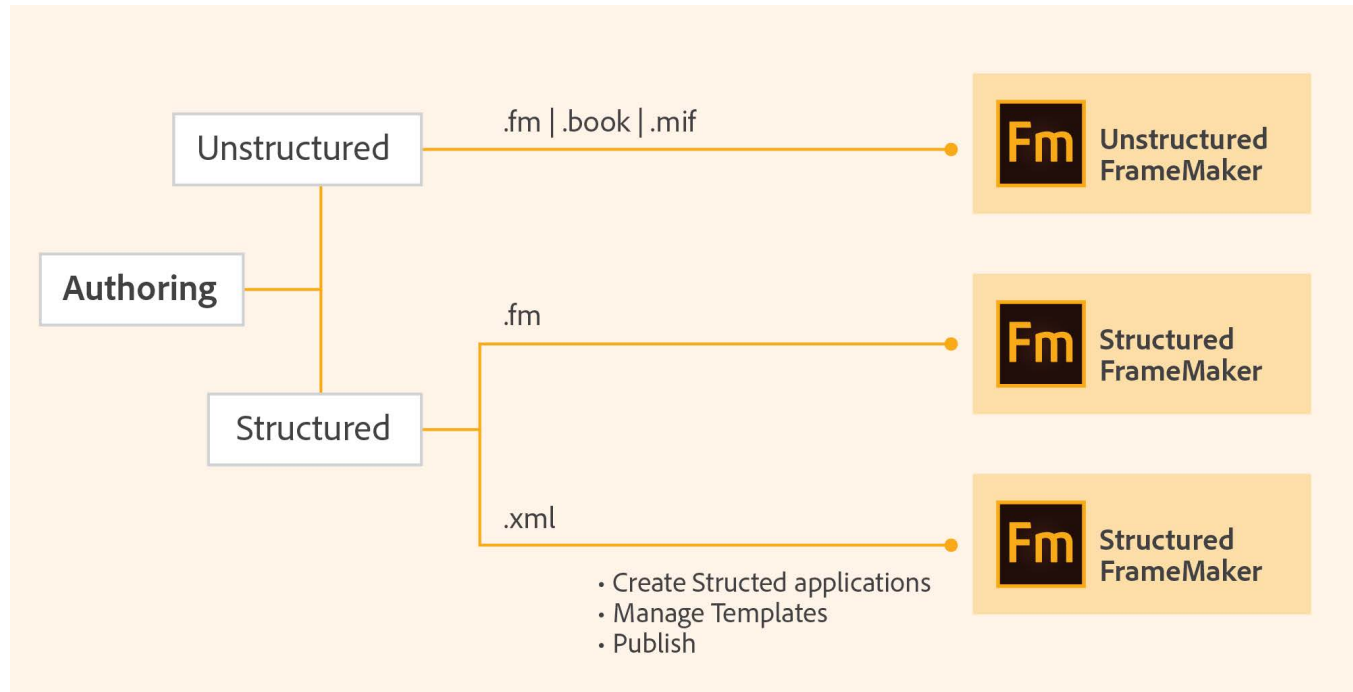 .fm | .book | .mif
Unstructured
Fm
Unstructured
FrameMaker
Authoring
.fm
Fm
Structured
FrameMaker
Structured
.xml
Fm
Structured
FrameMaker
• Create Structed applications
• Manage Templates
• Publish